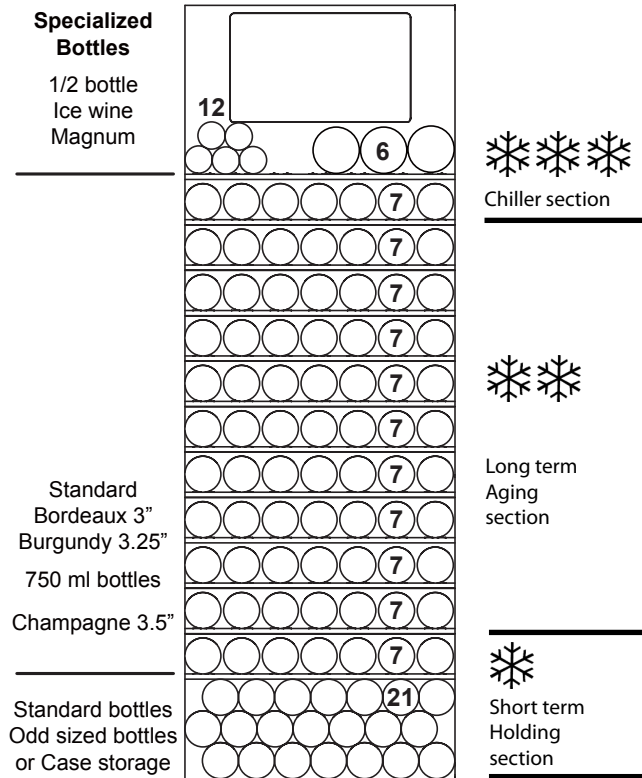 Specialized
Bottles
1/2 bottle
Ice wine
Magnum
12
6
Chiller section
7
7
7
7
7
7
7
7
7
7
7
Long term
Aging
section
Standard
Bordeaux 3”
Burgundy 3.25”
750 ml bottles
Champagne 3.5”
21
Standard bottles
Odd sized bottles
or Case storage
Short term
Holding
section